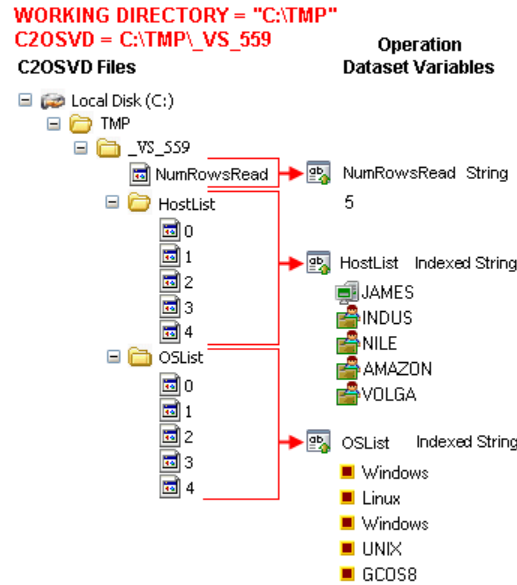 WORKING DIRECTORY = "C:\TMP"
C2OSVD = C:\TMP\_VS_559
Operation
C2OSVD Files
Dataset Variables
Local Disk (C:)
TMP
_VS_559
NumRowsRead
NumRowsRead String
5
HostList
0
1
2
3
4
HostList Indexed String
JAMES
INDUS
NILE
AMAZON
VOLGA
OSList
0
1
2
3
4
OSList Indexed String
Windows
Linux
Windows
UNIX
GCOS8